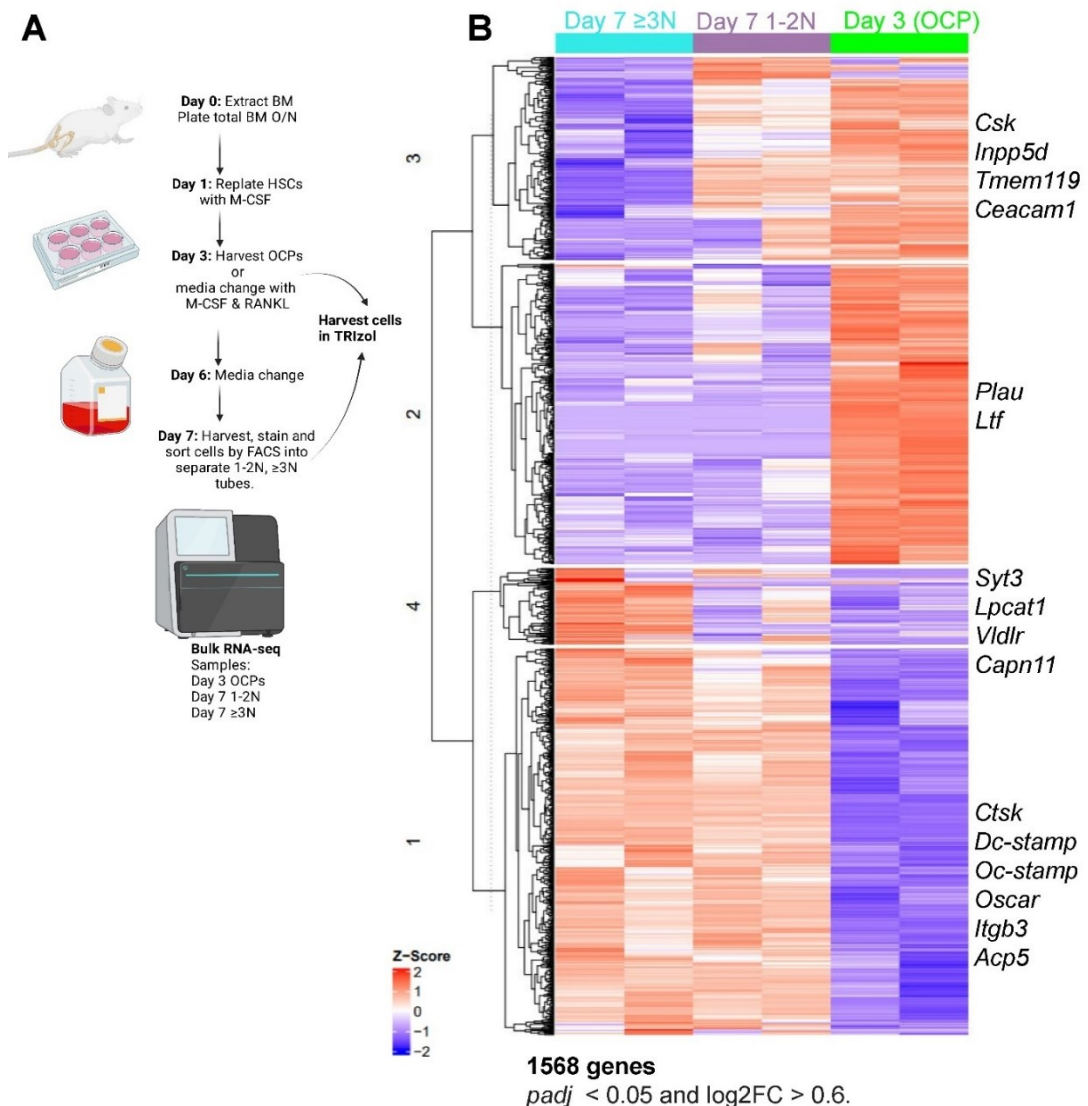 A
Day 0: Extract BM
Plate total BM O/N
Day 1: Replate HSCs
with M-CSF
Day 3: Harvest OCPs
or
media change with
M-CSF & RANKL
Harvest cells
in TRIzol
Day 6: Media change
Day 7: Harvest, stain and
sort cells by FACS into
separate 1-2N, ≥3N
tubes.
Bulk RNA-seq
Samples:
Day 3 OCPs
Day 7 1-2N
Day 7 ≥3N
B
Day 7 ≥3N
Day 7 1-2N
Day 3 (OCP)
3
2
4
1
Csk
Inpp5d
Tmem119
Ceacam1
Plau
Ltf
Syt3
Lpcat1
Vldlr
Capn11
Ctsk
Dc-stamp
Oc-stamp
Oscar
Itgb3
Acp5
Z-Score
2
1
0
-1
-2
1568 genes
padj < 0.05 and log2FC > 0.6.